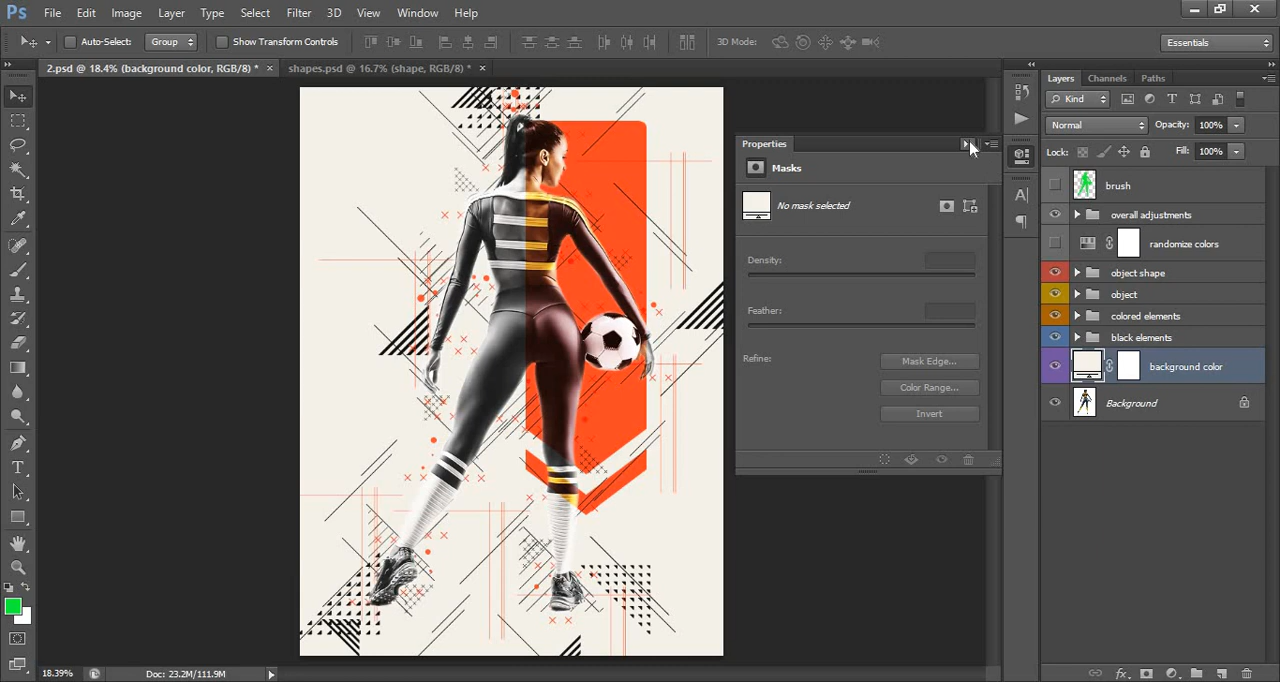 Ps File Edit Image Layer Type Select Filter 3D View Window Help
Auto-Select: Group Show Transform Controls 3D Mode: Essentials
2.psd @ 18.4% (background color, RGB/8) * × shapes.psd @ 16.7% (shape, RGB/8) * ×
Layers Channels Paths
Kind
Normal Opacity: 100%
Lock: Fill: 100%
Properties
Masks
No mask selected
Density:
Feather:
Refine: Mask Edge...
Color Range...
Invert
brush
overall adjustments
randomize colors
object shape
object
colored elements
black elements
background color
Background
18.39% Doc: 23.2M/111.9M